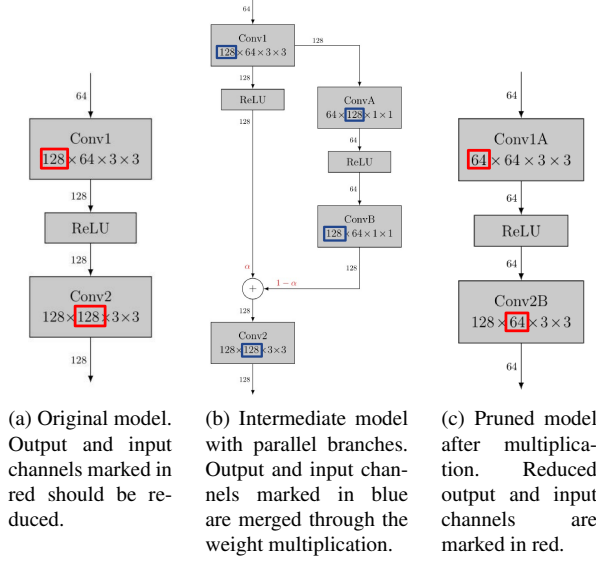 64
Conv1
128×64×3×3
128
ReLU
128
Conv2
128×128×3×3
128
(a) Original model.
Output and input
channels marked in
red should be re-
duced.
64
Conv1
128×64×3×3
128
128
ReLU
128
ConvA
64×128×1×1
64
ReLU
64
ConvB
128×64×1×1
128
α
1−α
+
128
Conv2
128×128×3×3
128
(b) Intermediate model
with parallel branches.
Output and input chan-
nels marked in blue
are merged through the
weight multiplication.
64
Conv1A
64×64×3×3
64
ReLU
64
Conv2B
128×64×3×3
64
(c) Pruned model
after multiplica-
tion. Reduced
output and input
channels are
marked in red.